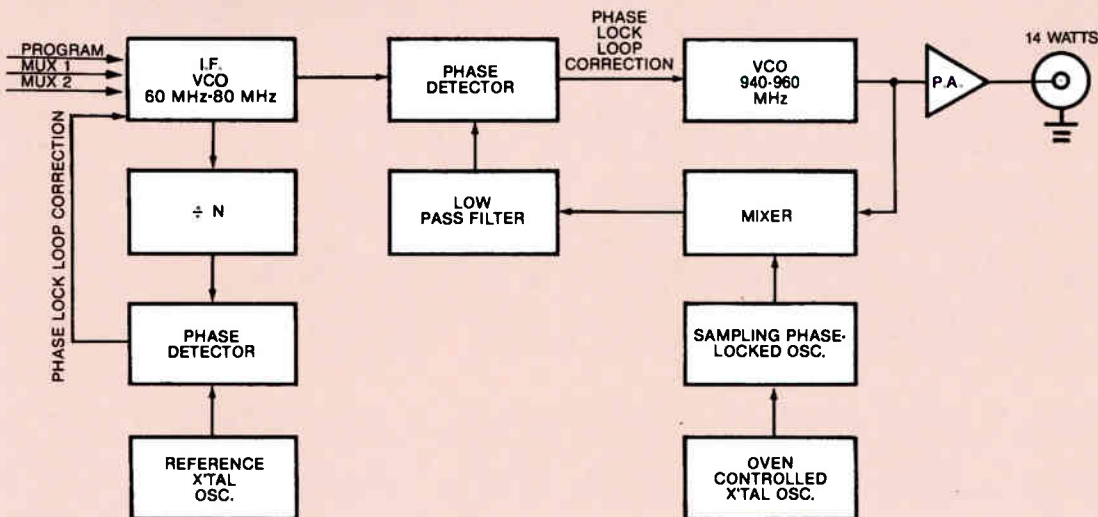 PROGRAM
MUX 1
MUX 2
I.F.
VCO
60 MHz-80 MHz
PHASE
DETECTOR
PHASE
LOCK
LOOP
CORRECTION
VCO
940-960
MHz
P.A.
14 WATTS
PHASE LOCK LOOP CORRECTION
÷ N
LOW
PASS FILTER
MIXER
PHASE
DETECTOR
SAMPLING PHASE-
LOCKED OSC.
REFERENCE
X'TAL
OSC.
OVEN
CONTROLLED
X'TAL OSC.